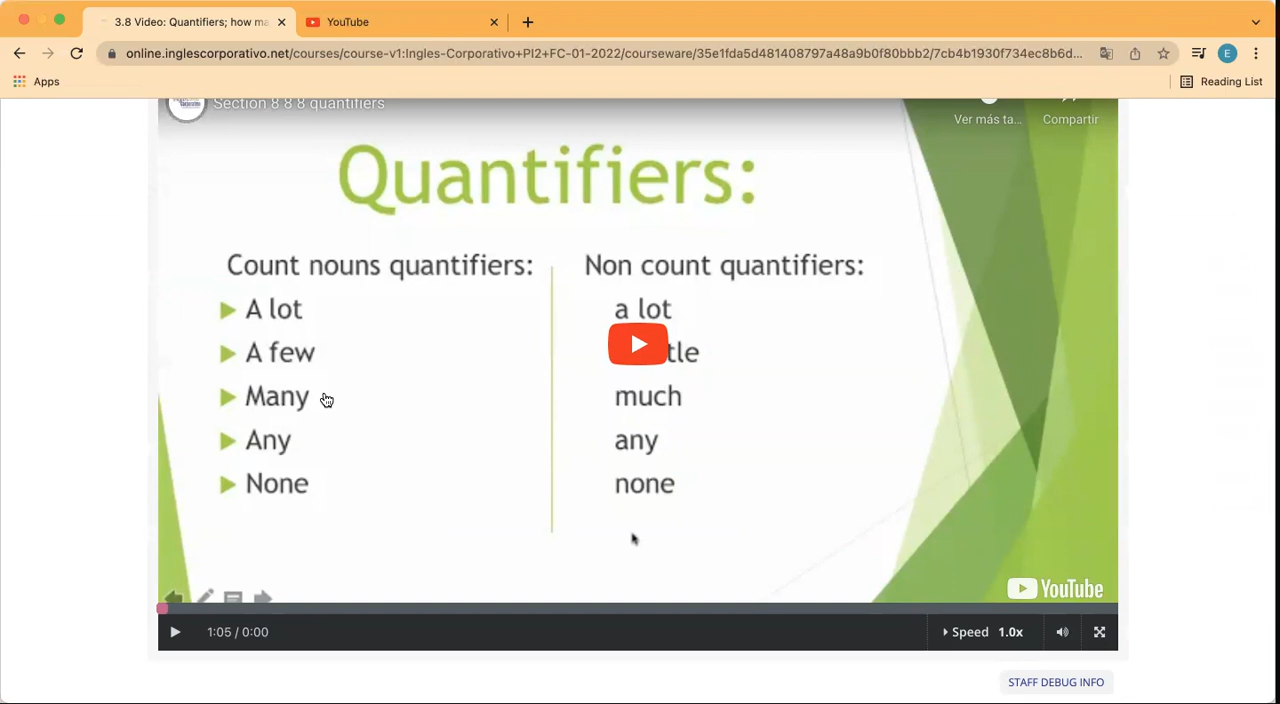 3.8 Video: Quantifiers; how ma
YouTube
online.inglescorporativo.net/courses/course-v1:Ingles-Corporativo+PI2+FC-01-2022/courseware/35e1fda5d481408797a48a9b0f80bbb2/7cb4b1930f734ec8b6d...
E
Apps
Reading List
Section 8 8 8 quantifiers
Ver más ta...
Compartir
Quantifiers:
Count nouns quantifiers:
A lot
A few
Many
Any
None
Non count quantifiers:
a lot
tle
much
any
none
YouTube
1:05 / 0:00
Speed 1.0x
STAFF DEBUG INFO